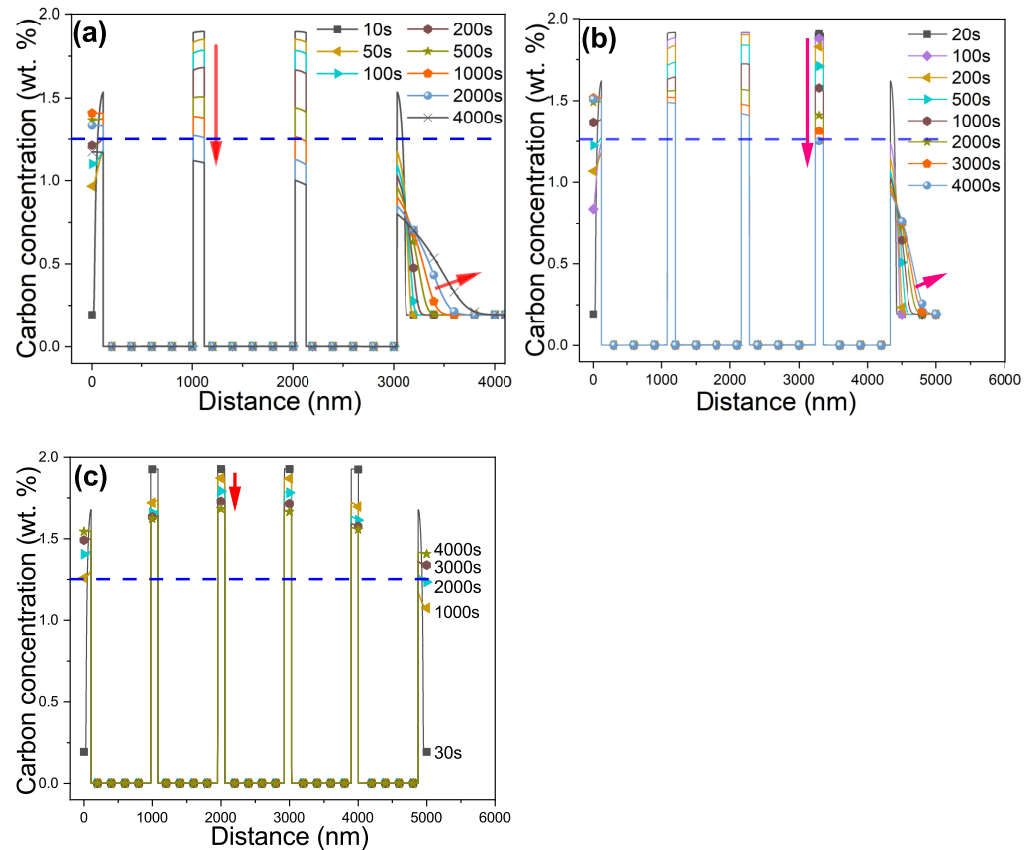 (a)
Carbon concentration (wt. %)
2.0
1.5
1.0
0.5
0.0
10s
50s
100s
200s
500s
1000s
2000s
4000s
0 1000 2000 3000 4000
Distance (nm)
(b)
Carbon concentration (wt. %)
2.0
1.5
1.0
0.5
0.0
20s
100s
200s
500s
1000s
2000s
3000s
4000s
0 1000 2000 3000 4000 5000 6000
Distance (nm)
(c)
Carbon concentration (wt. %)
2.0
1.5
1.0
0.5
0.0
4000s
3000s
2000s
1000s
30s
0 1000 2000 3000 4000 5000 6000
Distance (nm)